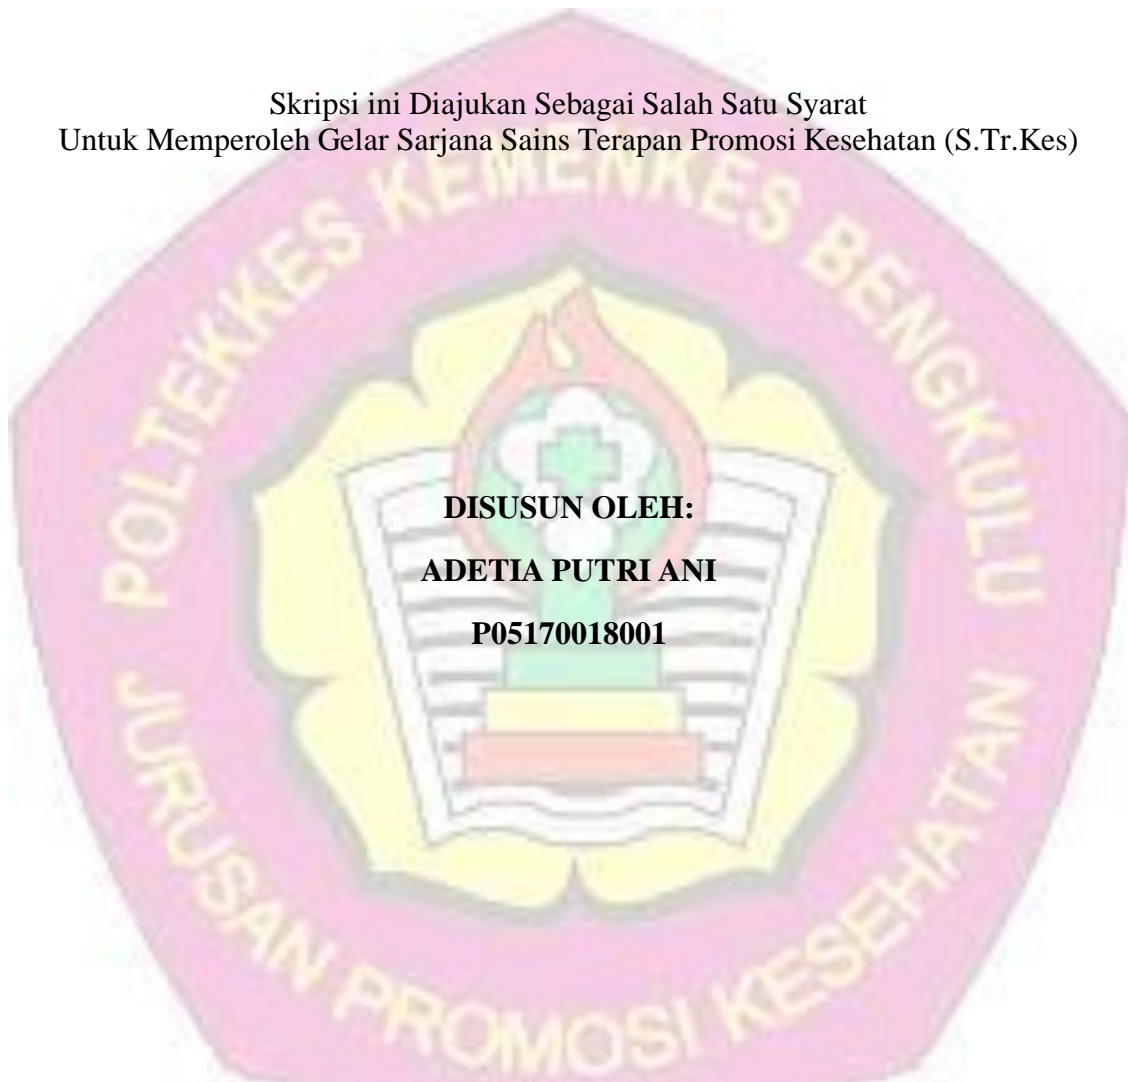 Skripsi ini Diajukan Sebagai Salah Satu Syarat
Untuk Memperoleh Gelar Sarjana Sains Terapan Promosi Kesehatan (S.Tr.Kes)
POLTEKKES KEMENKES BENGKULU
DISUSUN OLEH:
ADETIA PUTRI ANI
P05170018001
JURUSAN PROMOSI KESEHATAN